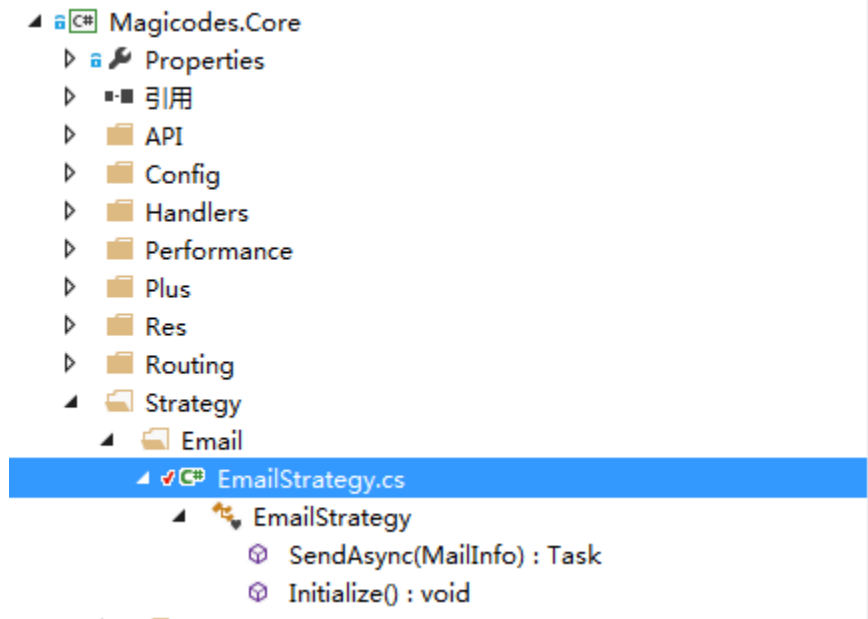 C# Magicodes.Core
Properties
引用
API
Config
Handlers
Performance
Plus
Res
Routing
Strategy
Email
C# EmailStrategy.cs
EmailStrategy
SendAsync(MailInfo) : Task
Initialize() : void